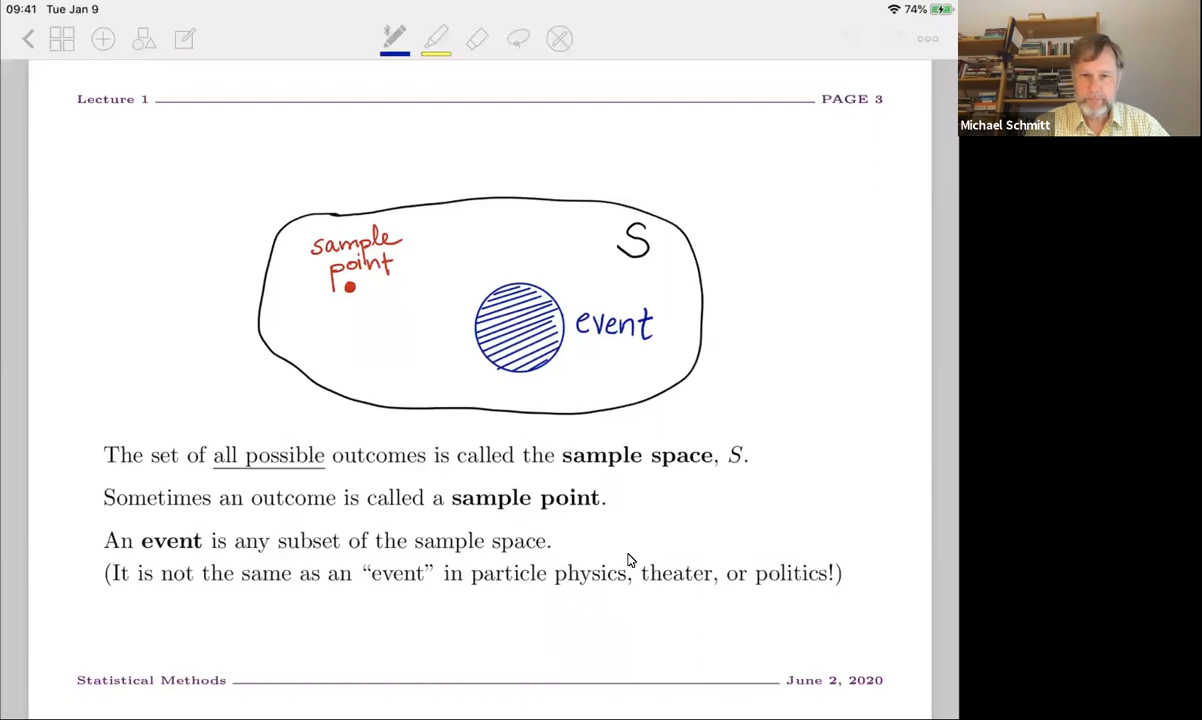 09:41 Tue Jan 9
74%
Michael Schmitt
Lecture 1 PAGE 3
sample
point
S
event
The set of all possible outcomes is called the sample space, S.
Sometimes an outcome is called a sample point.
An event is any subset of the sample space.
(It is not the same as an “event” in particle physics, theater, or politics!)
Statistical Methods June 2, 2020